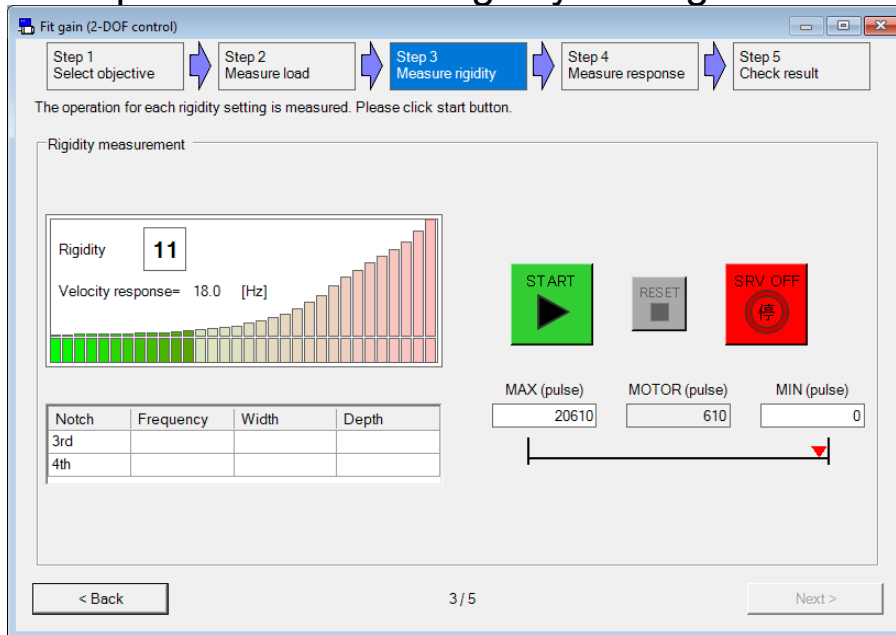 Fit gain (2-DOF control)
Step 1
Select objective
Step 2
Measure load
Step 3
Measure rigidity
Step 4
Measure response
Step 5
Check result
The operation for each rigidity setting is measured. Please click start button.
Rigidity measurement
Rigidity 11
Velocity response= 18.0 [Hz]
START
RESET
SRV OFF
停
MAX (pulse) MOTOR (pulse) MIN (pulse)
20610 610 0
Notch Frequency Width Depth
3rd
4th
< Back
3 / 5
Next >